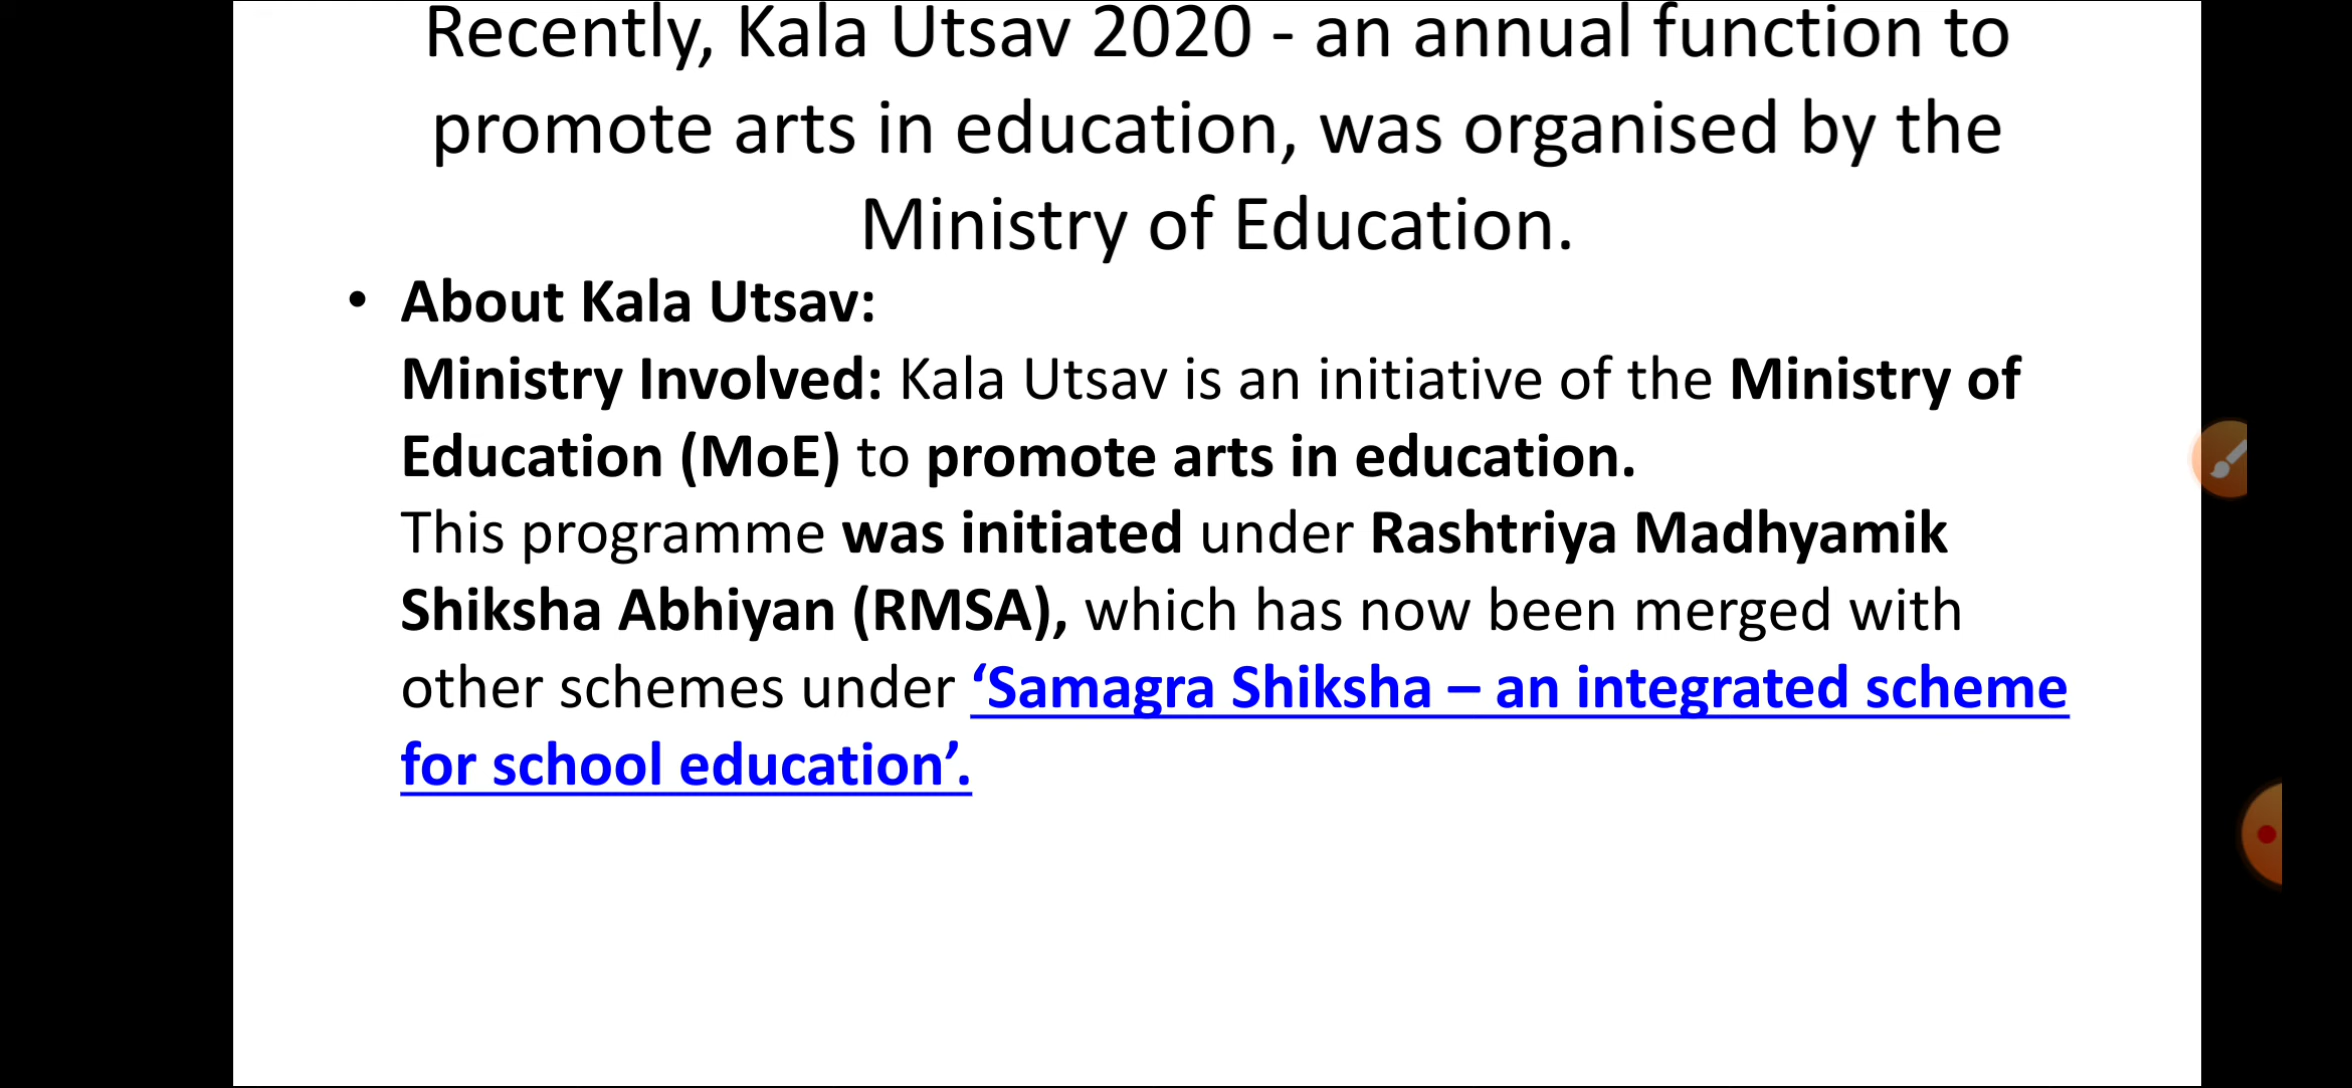 Recently, Kala Utsav 2020 - an annual function to
promote arts in education, was organised by the
Ministry of Education.
• About Kala Utsav:
Ministry Involved: Kala Utsav is an initiative of the Ministry of
Education (MoE) to promote arts in education.
This programme was initiated under Rashtriya Madhyamik
Shiksha Abhiyan (RMSA), which has now been merged with
other schemes under ‘Samagra Shiksha – an integrated scheme
for school education’.